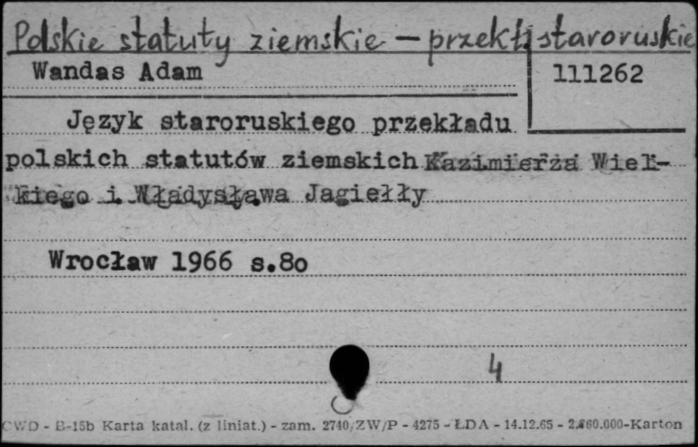 Polskie statuty ziemskie — przekł. staroruskie
Wandas Adam
111262
Język staroruskiego przekładu
polskich statutów ziemskich Kazimierza Wiel-
kiego i Władysława Jagiełły
Wrocław 1966 s.8o
4
CWD - B-15b Karta katal. (z liniat.) - zam. 2740/ZW/P - 4275 - ŁDA - 14.12.65 - 2.860.000-Karton